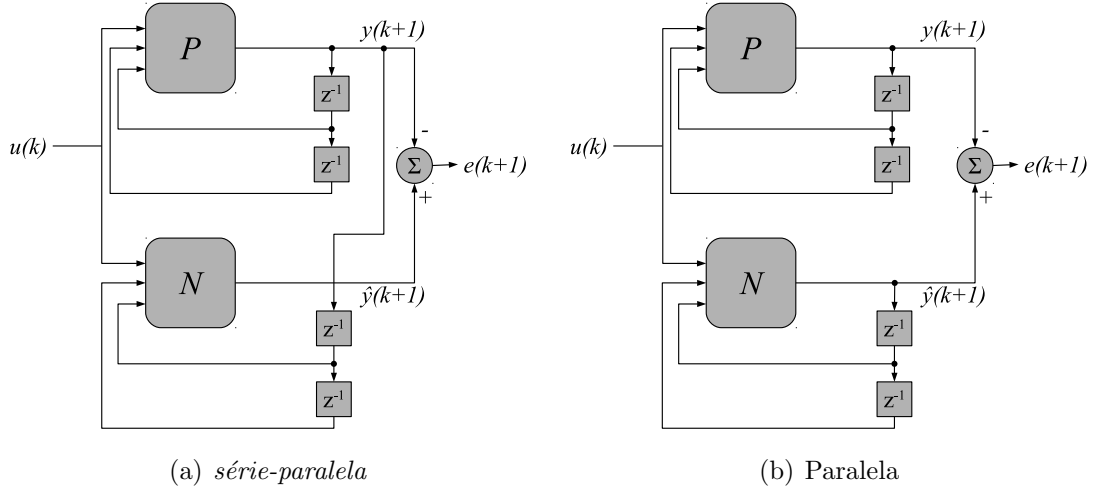 P
y(k+1)
z-1
u(k)
z-1
-
Σ
e(k+1)
+
N
ŷ(k+1)
z-1
z-1
(a) série-paralela
P
y(k+1)
z-1
u(k)
z-1
-
Σ
e(k+1)
+
N
ŷ(k+1)
z-1
z-1
(b) Paralela